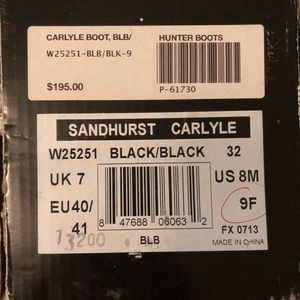 CARLYLE BOOT, BLB/
W25251-BLB/BLK-9
$195.00
HUNTER BOOTS
P-61730
SANDHURST CARLYLE
W25251 BLACK/BLACK 32
UK 7 US 8M
EU40/ 9F
41
8 47688 06063 2
FX 0713
BLB
MADE IN CHINA